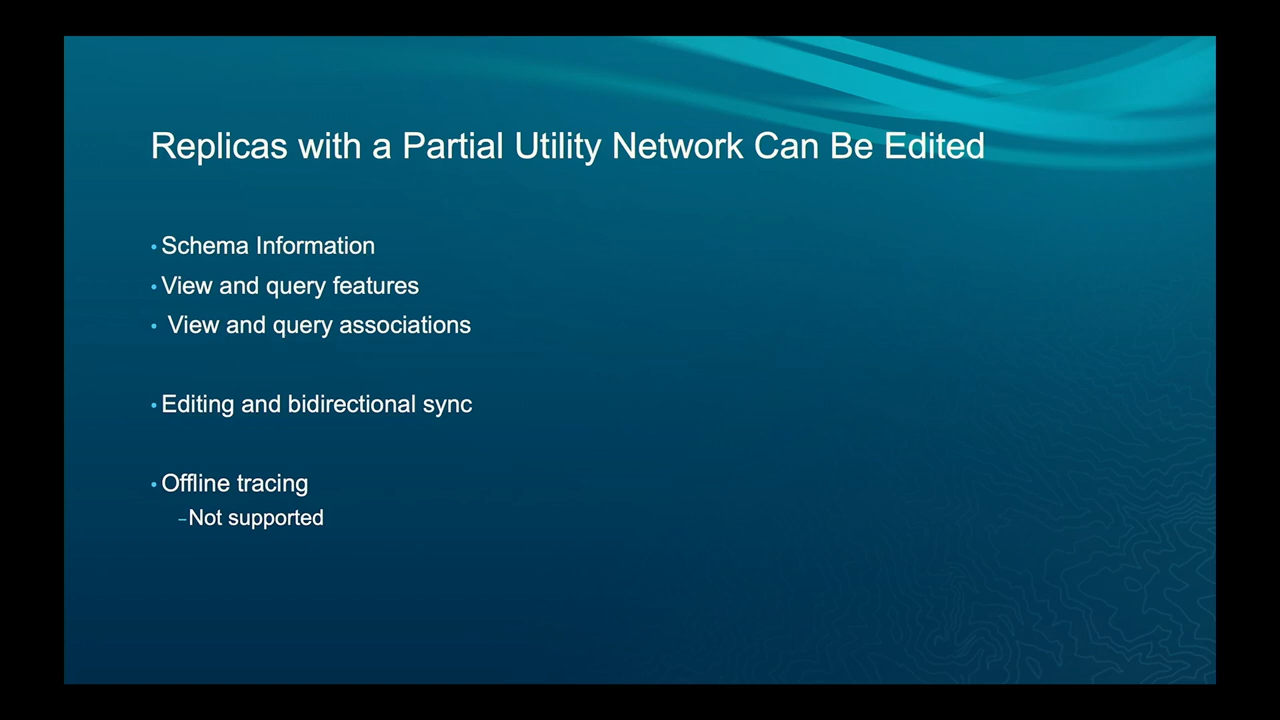 Replicas with a Partial Utility Network Can Be Edited
• Schema Information
• View and query features
• View and query associations
• Editing and bidirectional sync
• Offline tracing
–Not supported